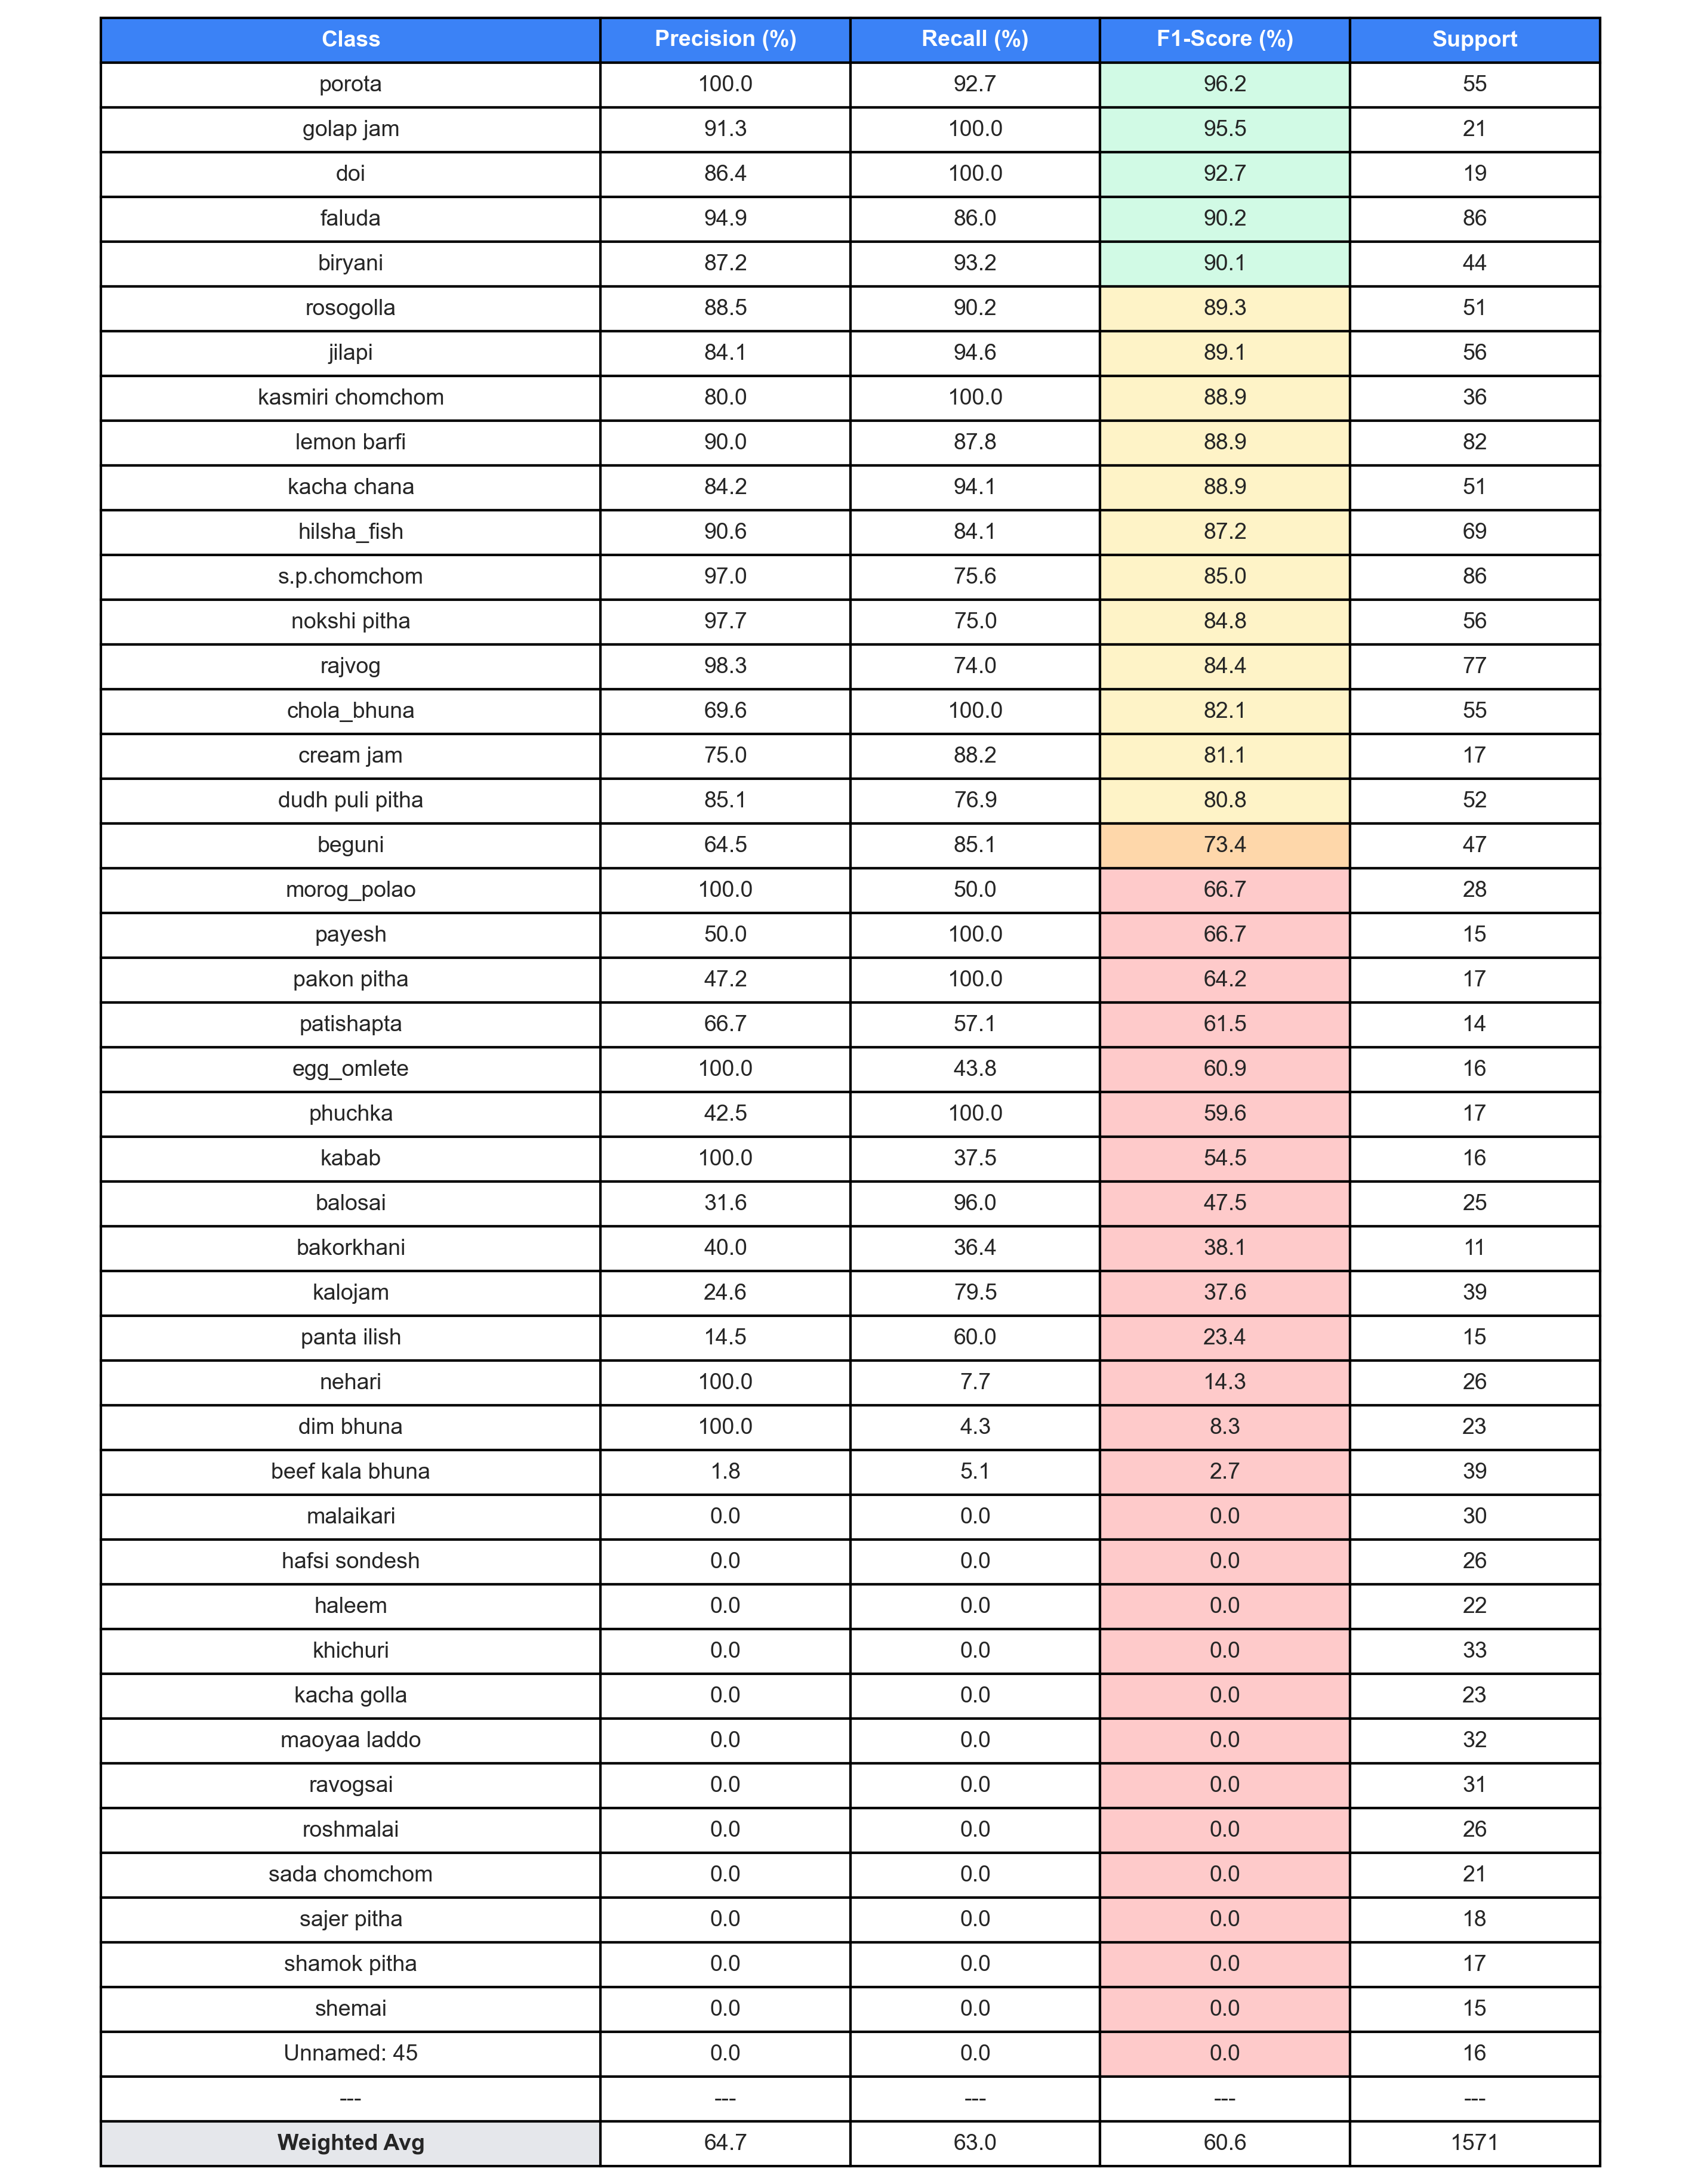 Class Precision (%) Recall (%) F1-Score (%) Support
porota 100.0 92.7 96.2 55
golap jam 91.3 100.0 95.5 21
doi 86.4 100.0 92.7 19
faluda 94.9 86.0 90.2 86
biryani 87.2 93.2 90.1 44
rosogolla 88.5 90.2 89.3 51
jilapi 84.1 94.6 89.1 56
kasmiri chomchom 80.0 100.0 88.9 36
lemon barfi 90.0 87.8 88.9 82
kacha chana 84.2 94.1 88.9 51
hilsha_fish 90.6 84.1 87.2 69
s.p.chomchom 97.0 75.6 85.0 86
nokshi pitha 97.7 75.0 84.8 56
rajvog 98.3 74.0 84.4 77
chola_bhuna 69.6 100.0 82.1 55
cream jam 75.0 88.2 81.1 17
dudh puli pitha 85.1 76.9 80.8 52
beguni 64.5 85.1 73.4 47
morog_polao 100.0 50.0 66.7 28
payesh 50.0 100.0 66.7 15
pakon pitha 47.2 100.0 64.2 17
patishapta 66.7 57.1 61.5 14
egg_omlete 100.0 43.8 60.9 16
phuchka 42.5 100.0 59.6 17
kabab 100.0 37.5 54.5 16
balosai 31.6 96.0 47.5 25
bakorkhani 40.0 36.4 38.1 11
kalojam 24.6 79.5 37.6 39
panta ilish 14.5 60.0 23.4 15
nehari 100.0 7.7 14.3 26
dim bhuna 100.0 4.3 8.3 23
beef kala bhuna 1.8 5.1 2.7 39
malaikari 0.0 0.0 0.0 30
hafsi sondesh 0.0 0.0 0.0 26
haleem 0.0 0.0 0.0 22
khichuri 0.0 0.0 0.0 33
kacha golla 0.0 0.0 0.0 23
maoyaa laddo 0.0 0.0 0.0 32
ravogsai 0.0 0.0 0.0 31
roshmalai 0.0 0.0 0.0 26
sada chomchom 0.0 0.0 0.0 21
sajer pitha 0.0 0.0 0.0 18
shamok pitha 0.0 0.0 0.0 17
shemai 0.0 0.0 0.0 15
Unnamed: 45 0.0 0.0 0.0 16
--- --- --- --- ---
Weighted Avg 64.7 63.0 60.6 1571